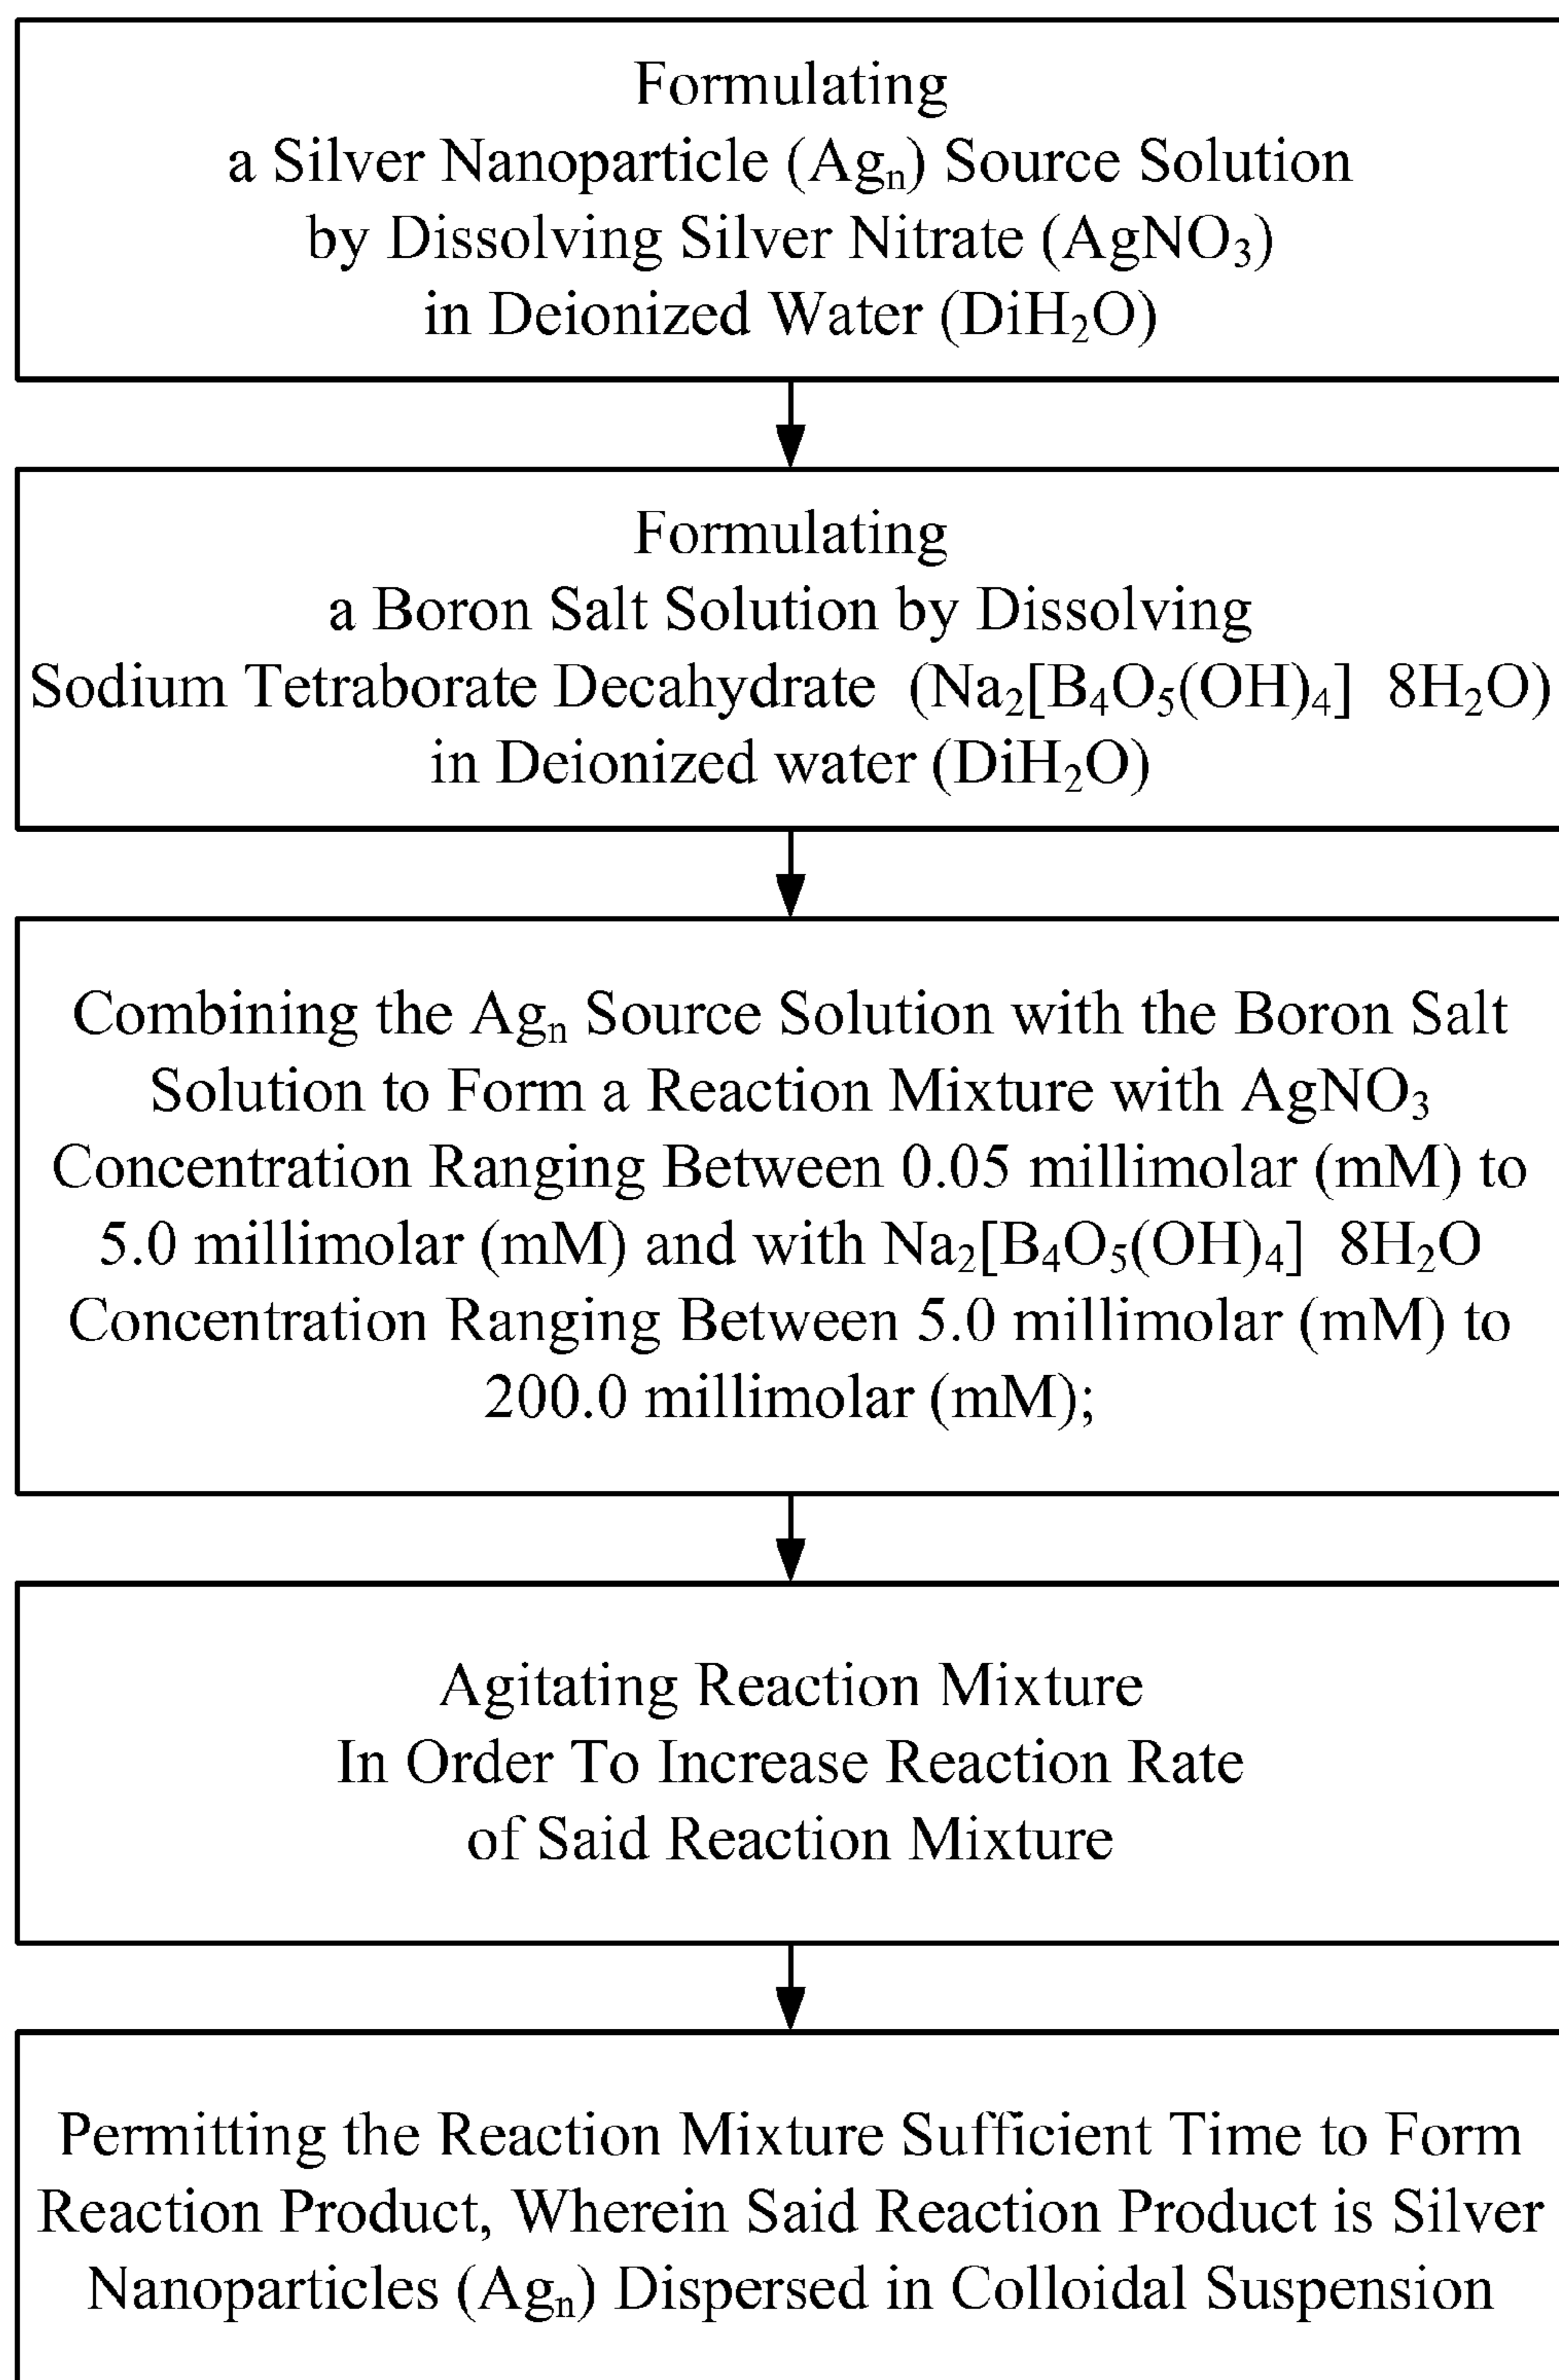 Formulating
a Silver Nanoparticle (Agₙ) Source Solution
by Dissolving Silver Nitrate (AgNO₃)
in Deionized Water (DiH₂O)
Formulating
a Boron Salt Solution by Dissolving
Sodium Tetraborate Decahydrate (Na₂[B₄O₅(OH)₄] 8H₂O)
in Deionized water (DiH₂O)
Combining the Agₙ Source Solution with the Boron Salt
Solution to Form a Reaction Mixture with AgNO₃
Concentration Ranging Between 0.05 millimolar (mM) to
5.0 millimolar (mM) and with Na₂[B₄O₅(OH)₄] 8H₂O
Concentration Ranging Between 5.0 millimolar (mM) to
200.0 millimolar (mM);
Agitating Reaction Mixture
In Order To Increase Reaction Rate
of Said Reaction Mixture
Permitting the Reaction Mixture Sufficient Time to Form
Reaction Product, Wherein Said Reaction Product is Silver
Nanoparticles (Agₙ) Dispersed in Colloidal Suspension